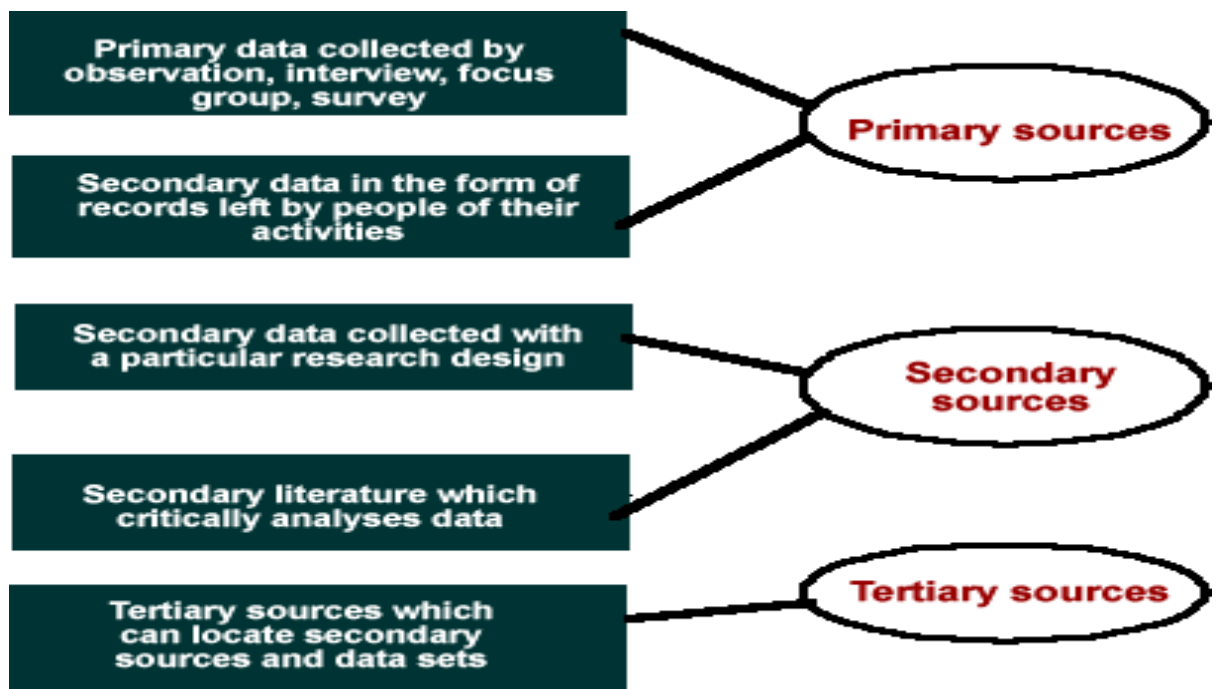 Primary data collected by
observation, interview, focus
group, survey
Primary sources
Secondary data in the form of
records left by people of their
activities
Secondary data collected with
a particular research design
Secondary
sources
Secondary literature which
critically analyses data
Tertiary sources which
can locate secondary
sources and data sets
Tertiary sources